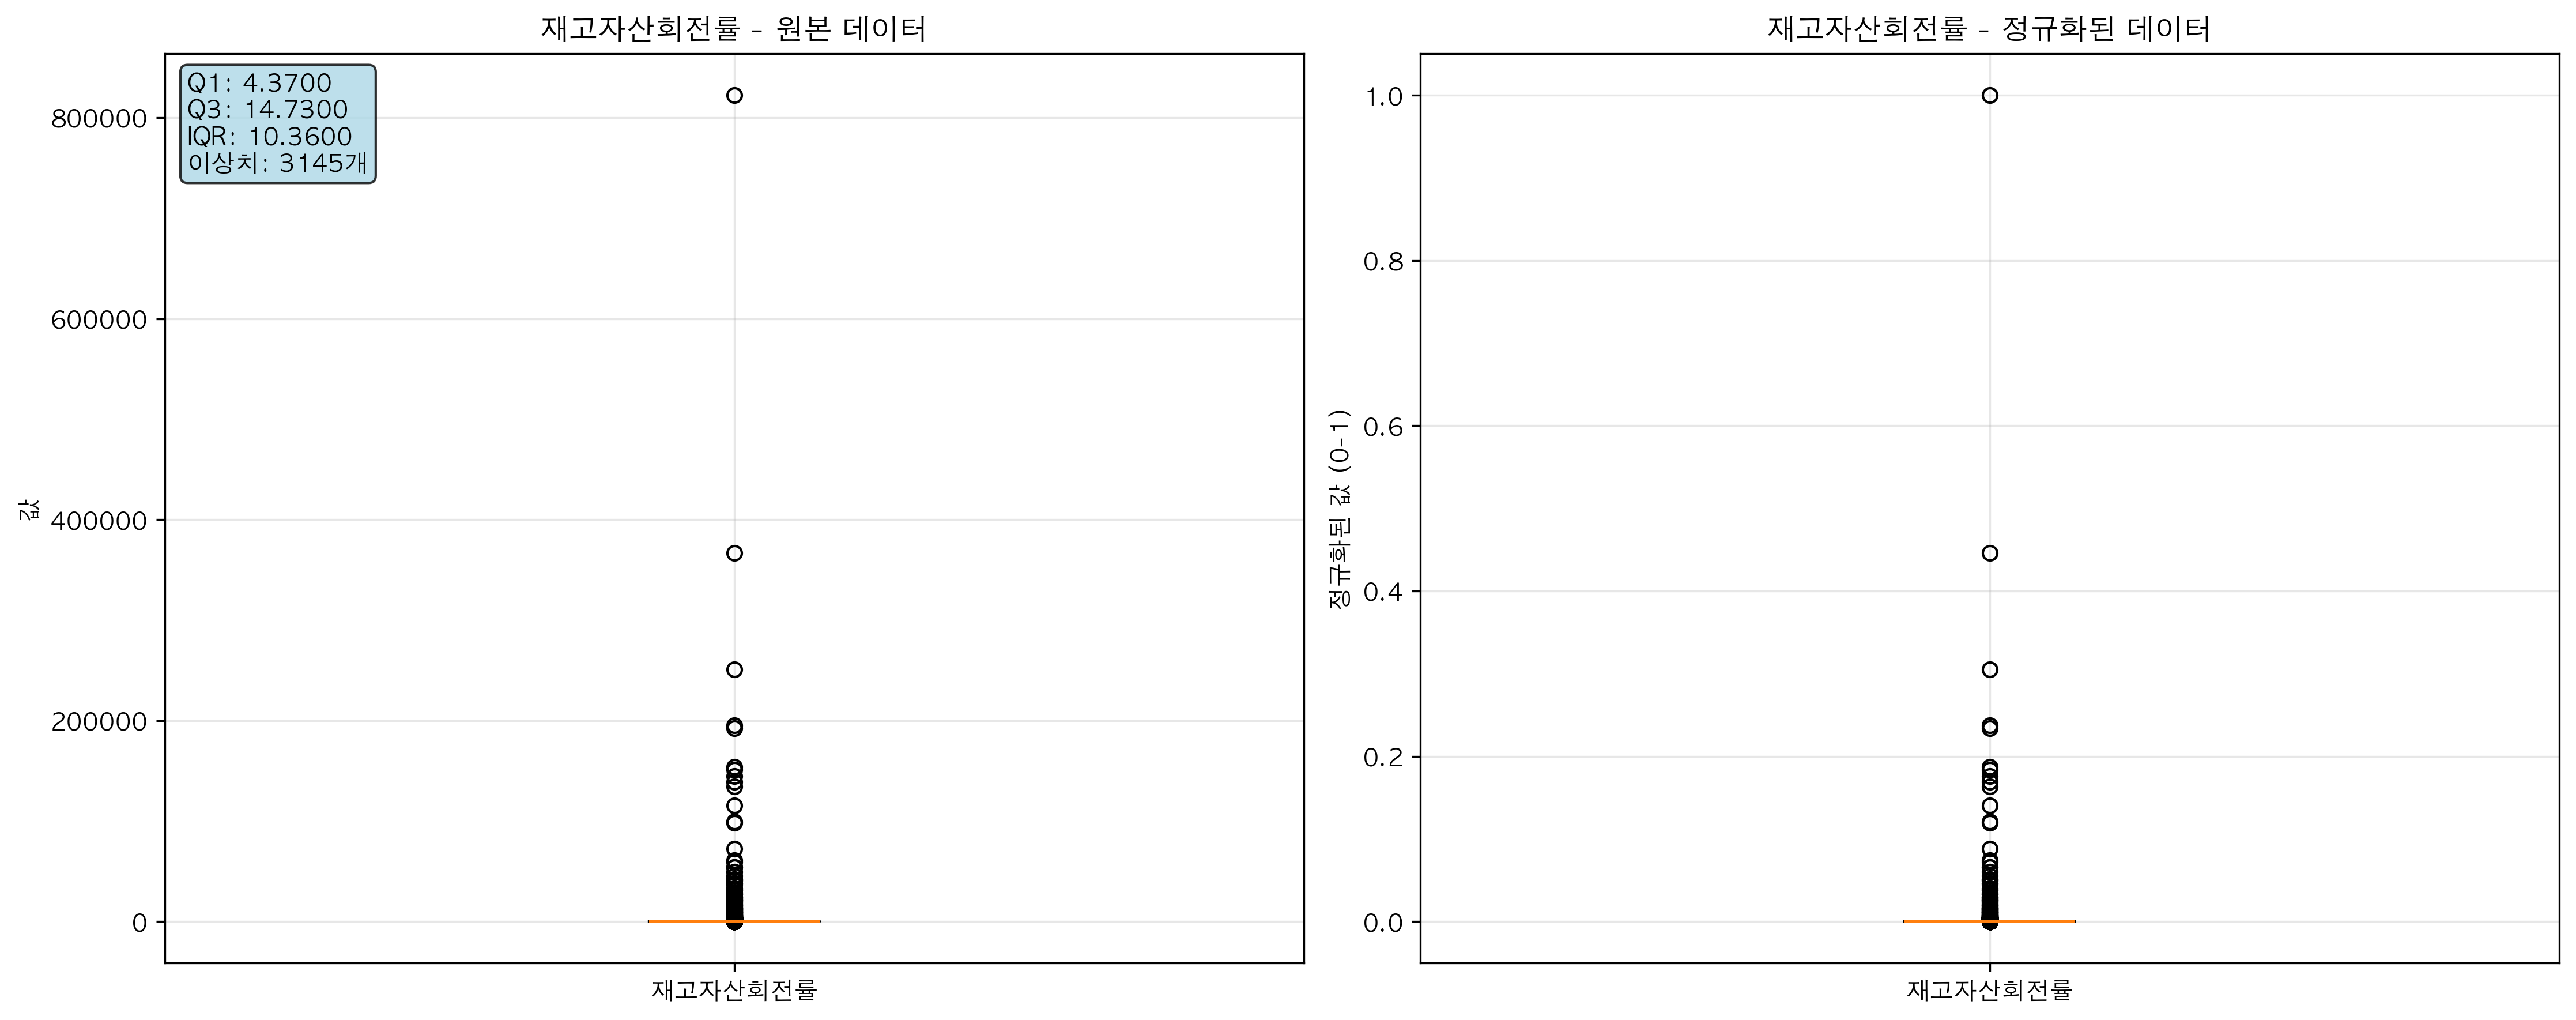 재고자산회전률 - 원본 데이터
Q1: 4.3700
Q3: 14.7300
IQR: 10.3600
이상치: 3145개
800000
600000
400000
200000
0
값
재고자산회전률
재고자산회전률 - 정규화된 데이터
1.0
0.8
0.6
0.4
0.2
0.0
정규화된 값 (0-1)
재고자산회전률